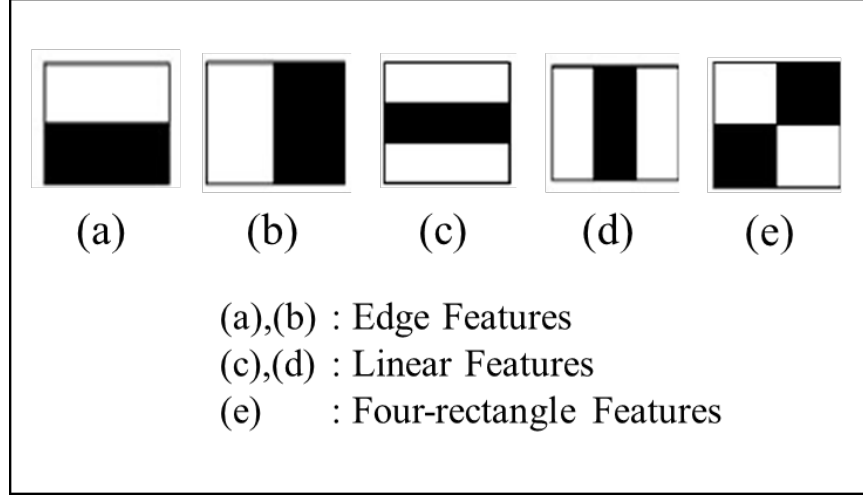 (a) (b) (c) (d) (e)
(a),(b) : Edge Features
(c),(d) : Linear Features
(e) : Four-rectangle Features